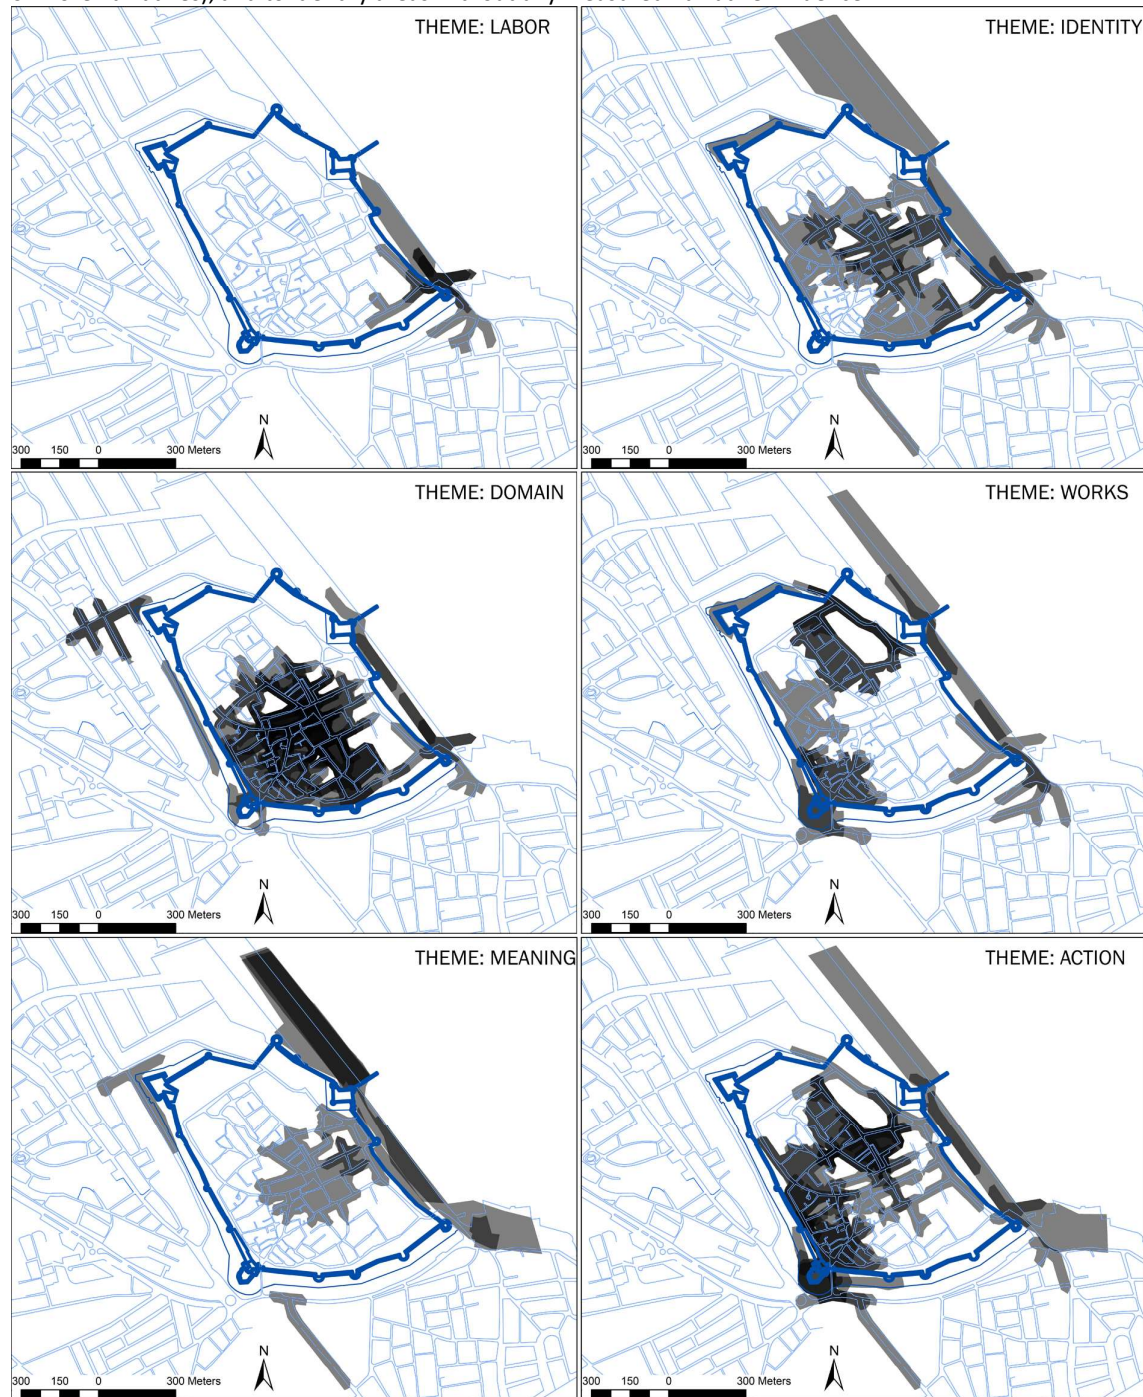 THEME: LABOR
N
300 150 0 300 Meters
THEME: IDENTITY
N
300 150 0 300 Meters
THEME: DOMAIN
N
300 150 0 300 Meters
THEME: WORKS
N
300 150 0 300 Meters
THEME: MEANING
N
300 150 0 300 Meters
THEME: ACTION
N
300 150 0 300 Meters